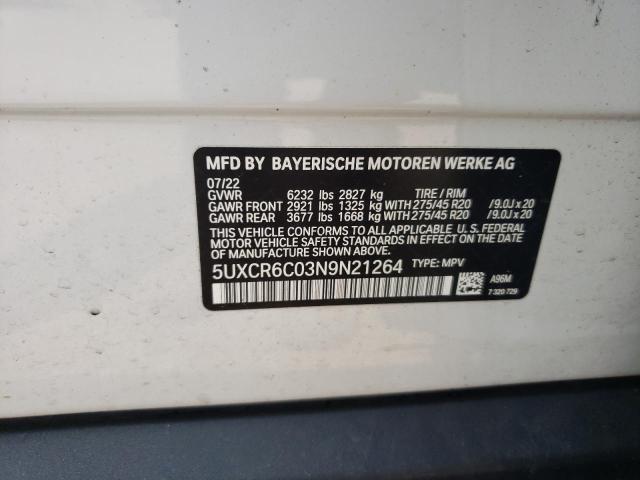 MFD BY BAYERISCHE MOTOREN WERKE AG
07/22
GVWR 6232 lbs 2827 kg TIRE / RIM
GAWR FRONT 2921 lbs 1325 kg WITH 275/45 R20 /9.0J x 20
GAWR REAR 3677 lbs 1668 kg WITH 275/45 R20 /9.0J x 20
THIS VEHICLE CONFORMS TO ALL APPLICABLE U. S. FEDERAL
MOTOR VEHICLE SAFETY STANDARDS IN EFFECT ON THE DATE
OF MANUFACTURE SHOWN ABOVE.
5UXCR6C03N9N21264 TYPE: MPV
A96M
7 320 729